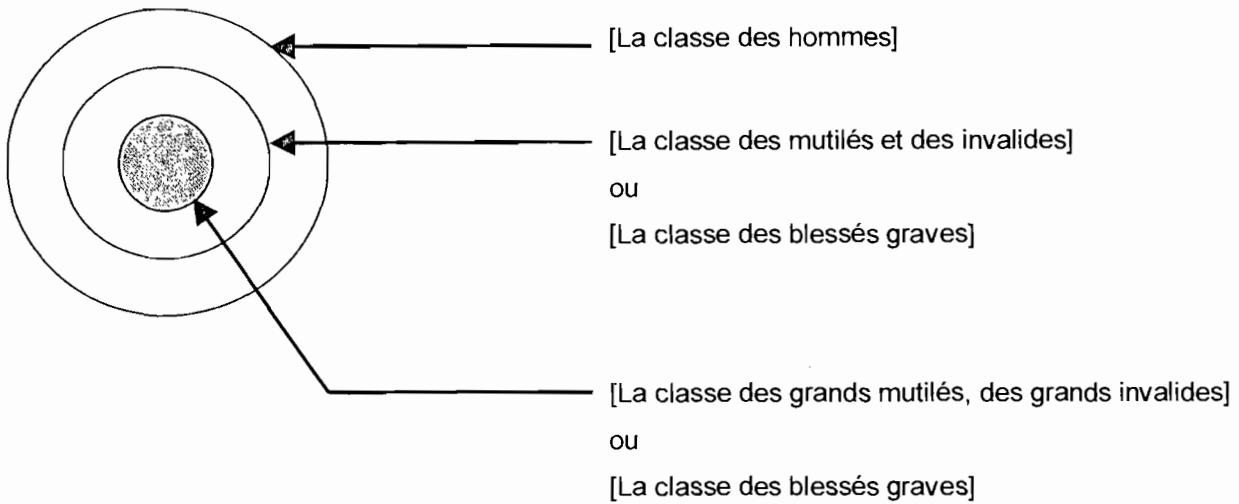 [La classe des hommes]
[La classe des mutilés et des invalides]
ou
[La classe des blessés graves]
[La classe des grands mutilés, des grands invalides]
ou
[La classe des blessés graves]